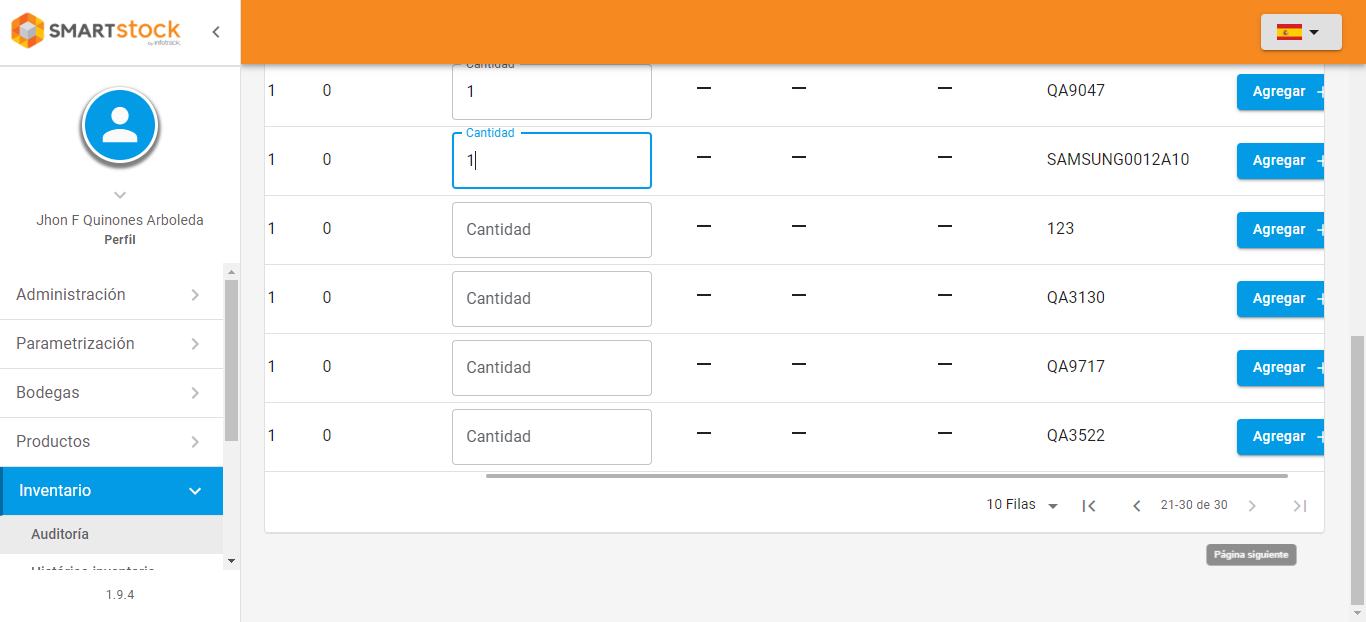 SMARTSTOCK
by infotrack.
Jhon F Quinones Arboleda
Perfil
Administración
Parametrización
Bodegas
Productos
Inventario
Auditoría
Histórico inventario
1.9.4
Cantidad
1 0 1 — — — QA9047 Agregar +
Cantidad
1 0 1 — — — SAMSUNG0012A10 Agregar +
1 0 Cantidad — — — 123 Agregar +
1 0 Cantidad — — — QA3130 Agregar +
1 0 Cantidad — — — QA9717 Agregar +
1 0 Cantidad — — — QA3522 Agregar +
10 Filas 21-30 de 30
Página siguiente